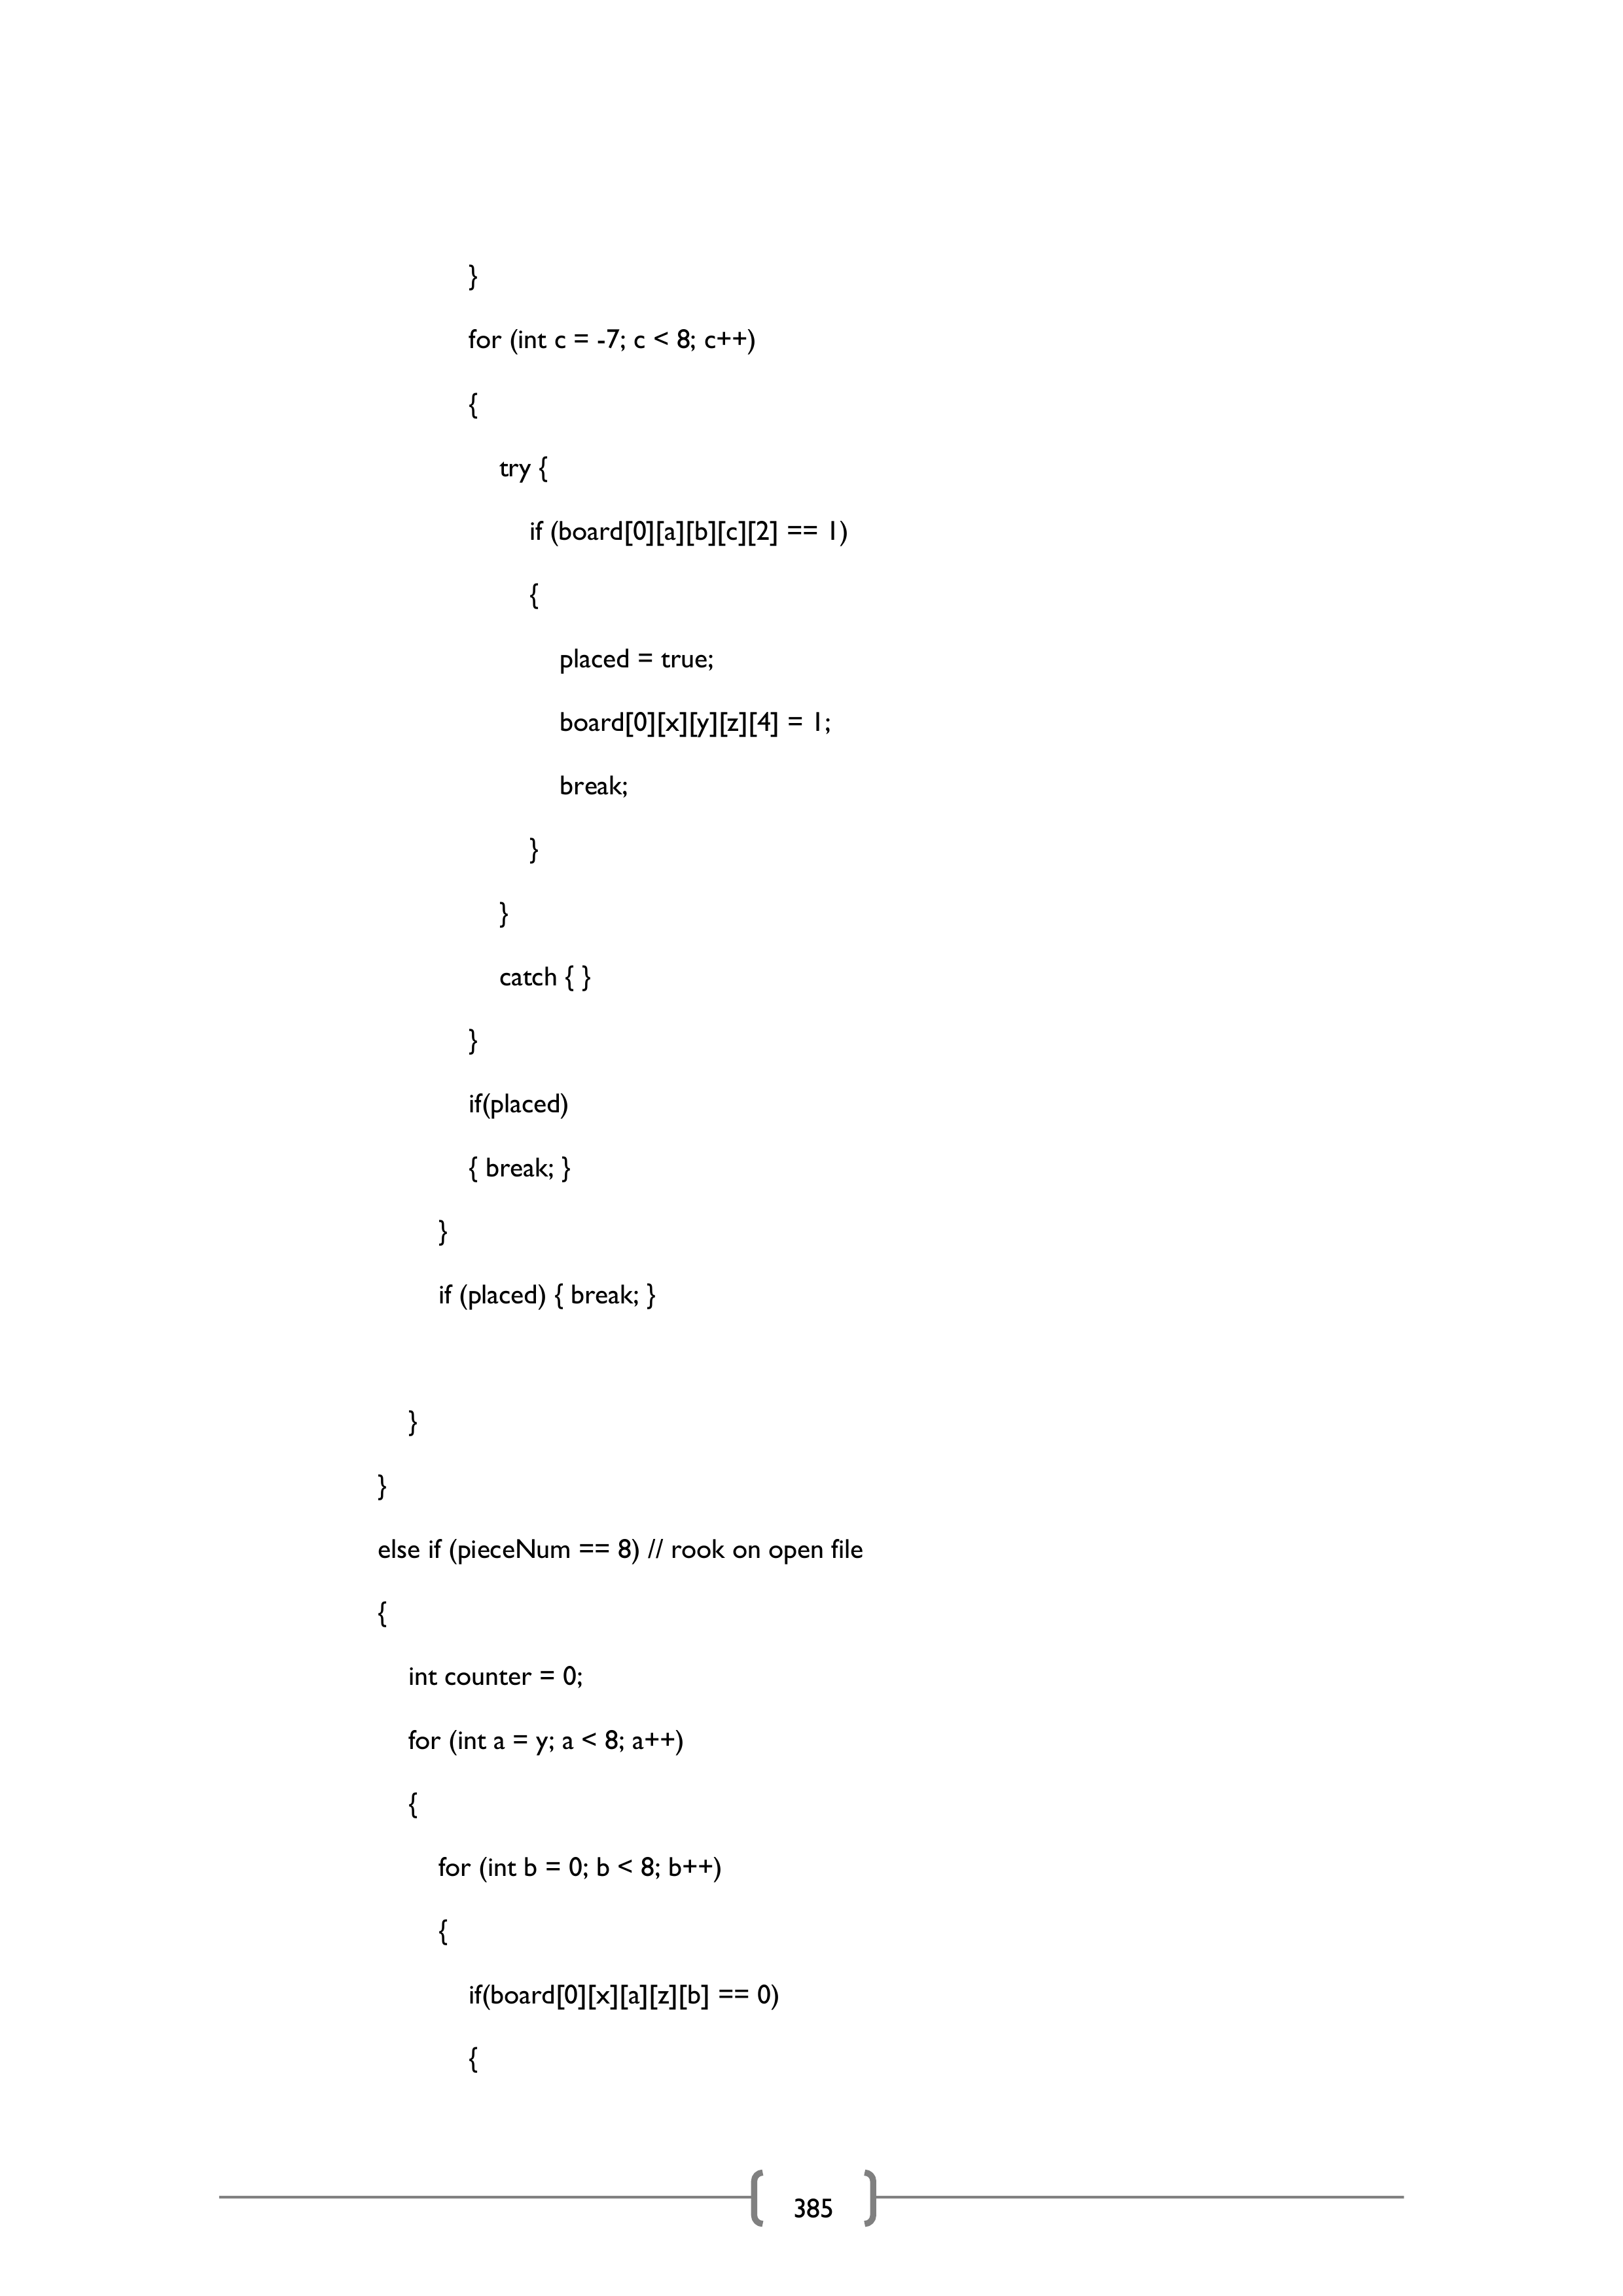 }
for (int c = -7; c < 8; c++)
{
try {
if (board[0][a][b][c][2] == 1)
{
placed = true;
board[0][x][y][z][4] = 1;
break;
}
}
catch { }
}
if(placed)
{ break; }
}
if (placed) { break; }
}
}
else if (pieceNum == 8) // rook on open file
{
int counter = 0;
for (int a = y; a < 8; a++)
{
for (int b = 0; b < 8; b++)
{
if(board[0][x][a][z][b] == 0)
{
385